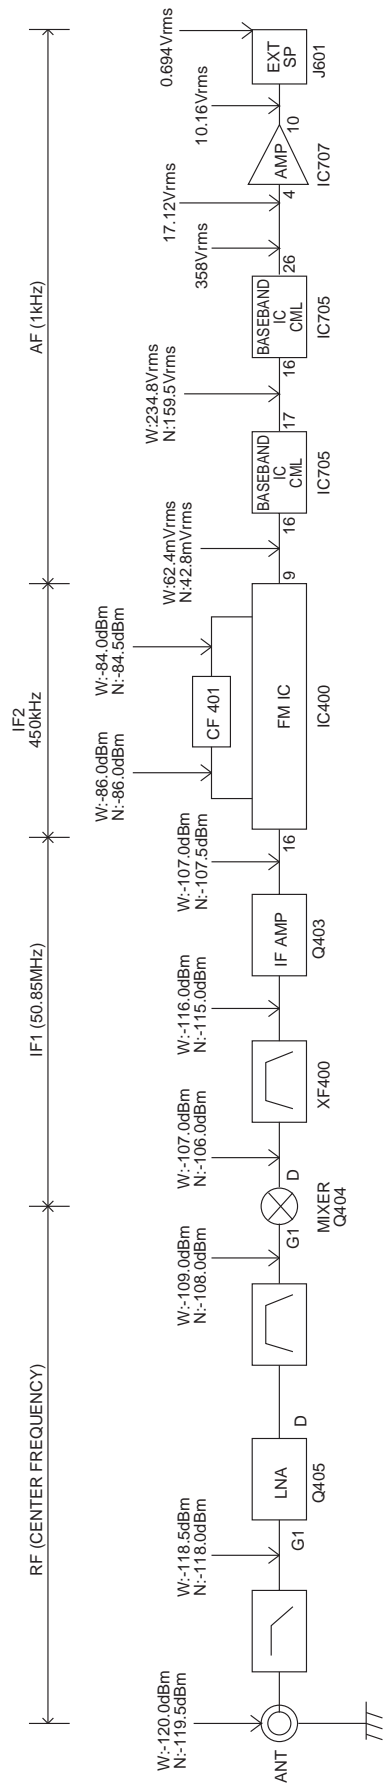 RF (CENTER FREQUENCY)
IF1 (50.85MHz)
IF2
450kHz
AF (1kHz)
W:-120.0dBm
N:-119.5dBm
W:-118.5dBm
N:-118.0dBm
W:-109.0dBm
N:-108.0dBm
W:-107.0dBm
N:-106.0dBm
W:-116.0dBm
N:-115.0dBm
W:-107.0dBm
N:-107.5dBm
W:-86.0dBm
N:-86.0dBm
W:-84.0dBm
N:-84.5dBm
W:62.4mVrms
N:42.8mVrms
W:234.8Vrms
N:159.5Vrms
358Vrms
17.12Vrms
10.16Vrms
0.694Vrms
ANT
G1
LNA
Q405
D
G1
MIXER
Q404
D
XF400
IF AMP
Q403
16
CF 401
FM IC
IC400
9
16
BASEBAND
IC
CML
IC705
17
16
BASEBAND
IC
CML
IC705
26
4
AMP
IC707
10
EXT
SP
J601